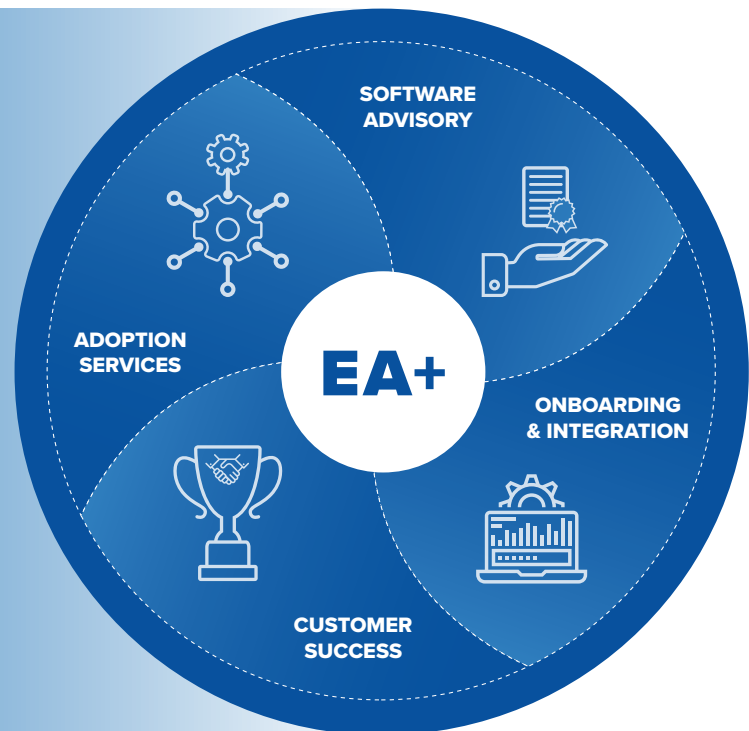 SOFTWARE
ADVISORY
ADOPTION
SERVICES
EA+
ONBOARDING
& INTEGRATION
CUSTOMER
SUCCESS